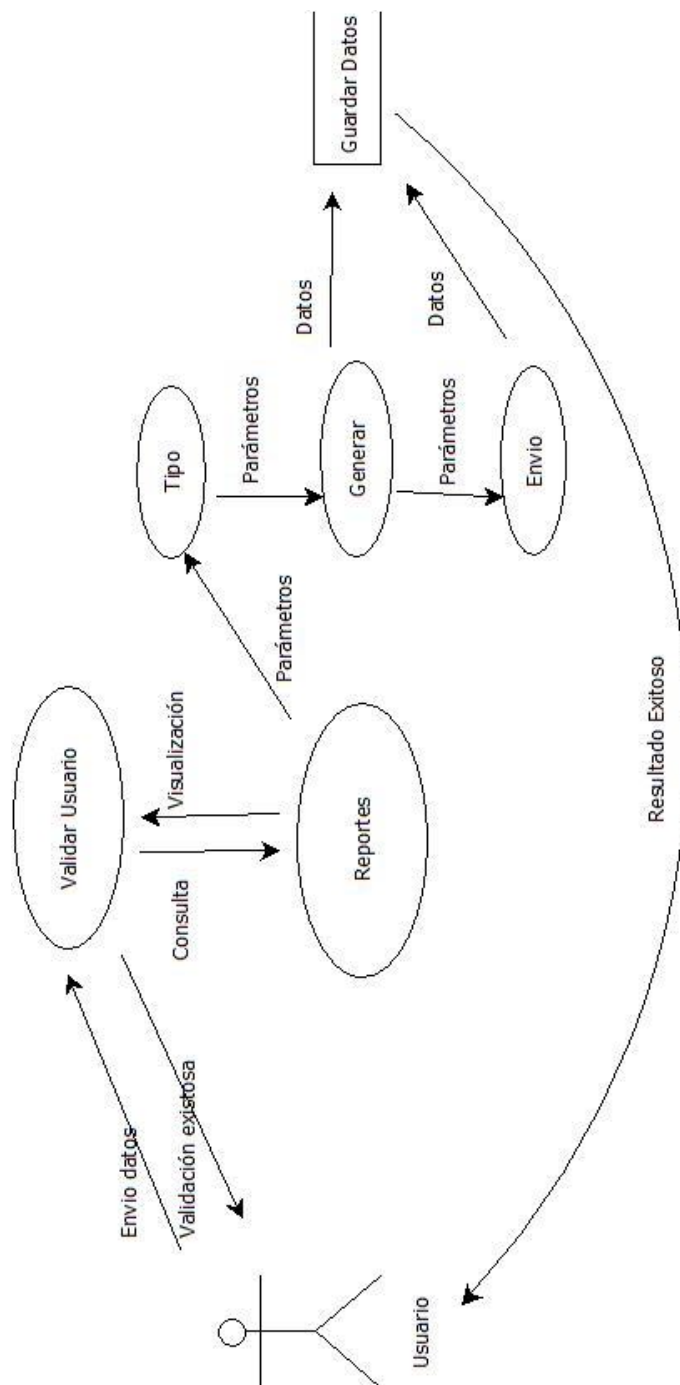 Usuario
Envio datos
Validación existosa
Validar Usuario
Consulta
Visualización
Reportes
Parámetros
Tipo
Parámetros
Generar
Parámetros
Envio
Datos
Datos
Guardar Datos
Resultado Exitoso